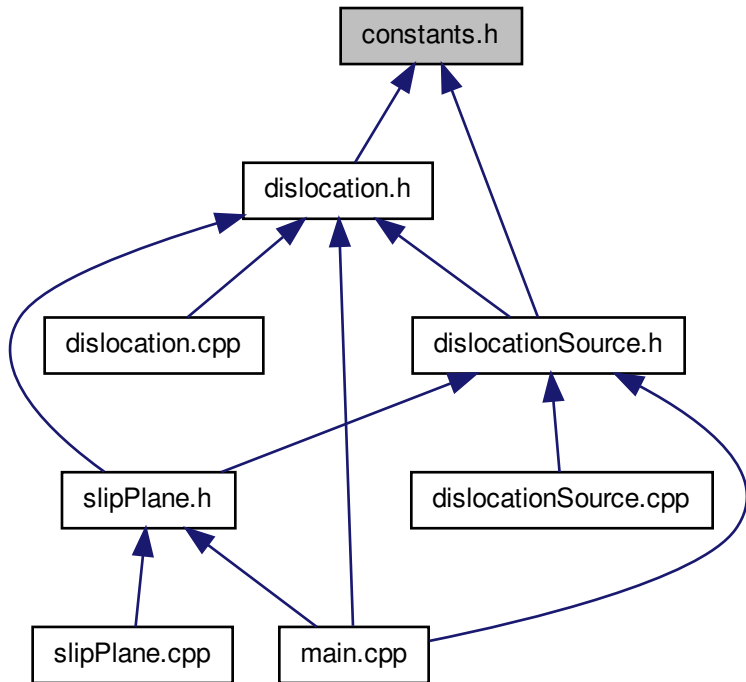 constants.h
dislocation.h
dislocation.cpp
dislocationSource.h
slipPlane.h
dislocationSource.cpp
slipPlane.cpp
main.cpp